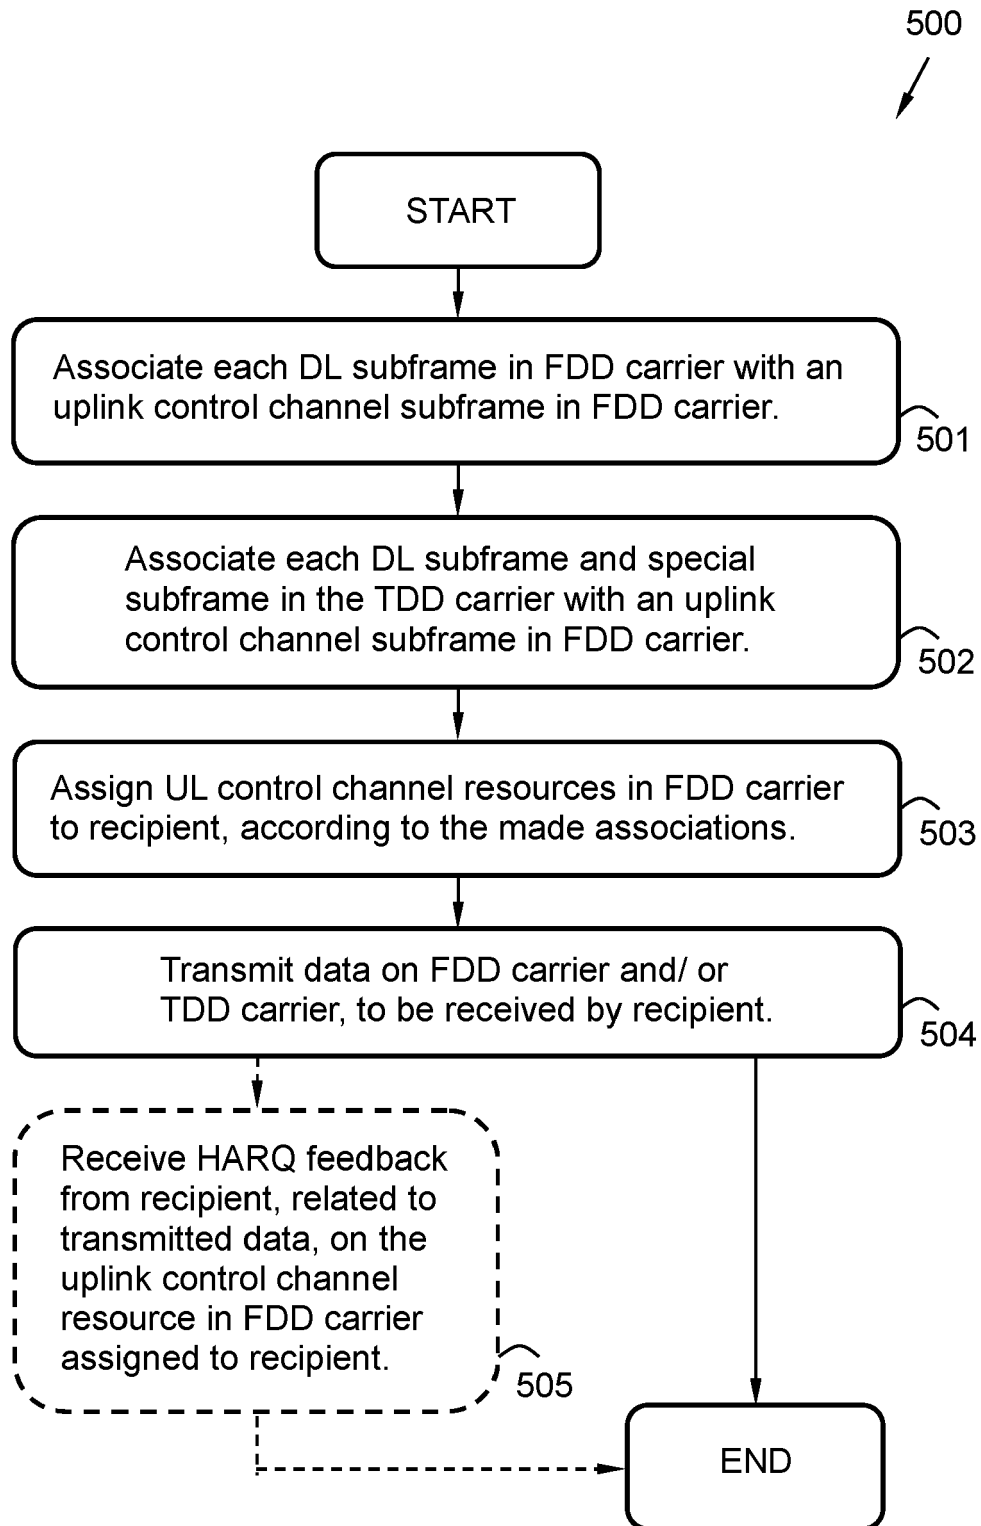 500
START
Associate each DL subframe in FDD carrier with an
uplink control channel subframe in FDD carrier.
501
Associate each DL subframe and special
subframe in the TDD carrier with an uplink
control channel subframe in FDD carrier.
502
Assign UL control channel resources in FDD carrier
to recipient, according to the made associations.
503
Transmit data on FDD carrier and/ or
TDD carrier, to be received by recipient.
504
Receive HARQ feedback
from recipient, related to
transmitted data, on the
uplink control channel
resource in FDD carrier
assigned to recipient.
505
END